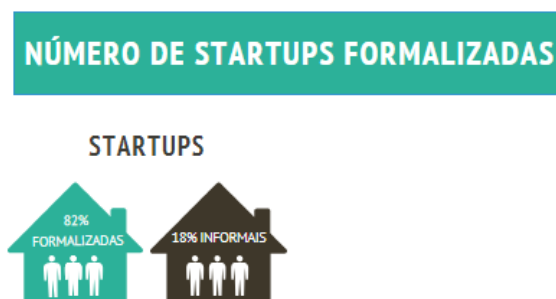 NÚMERO DE STARTUPS FORMALIZADAS
STARTUPS
82%
FORMALIZADAS
18% INFORMAIS